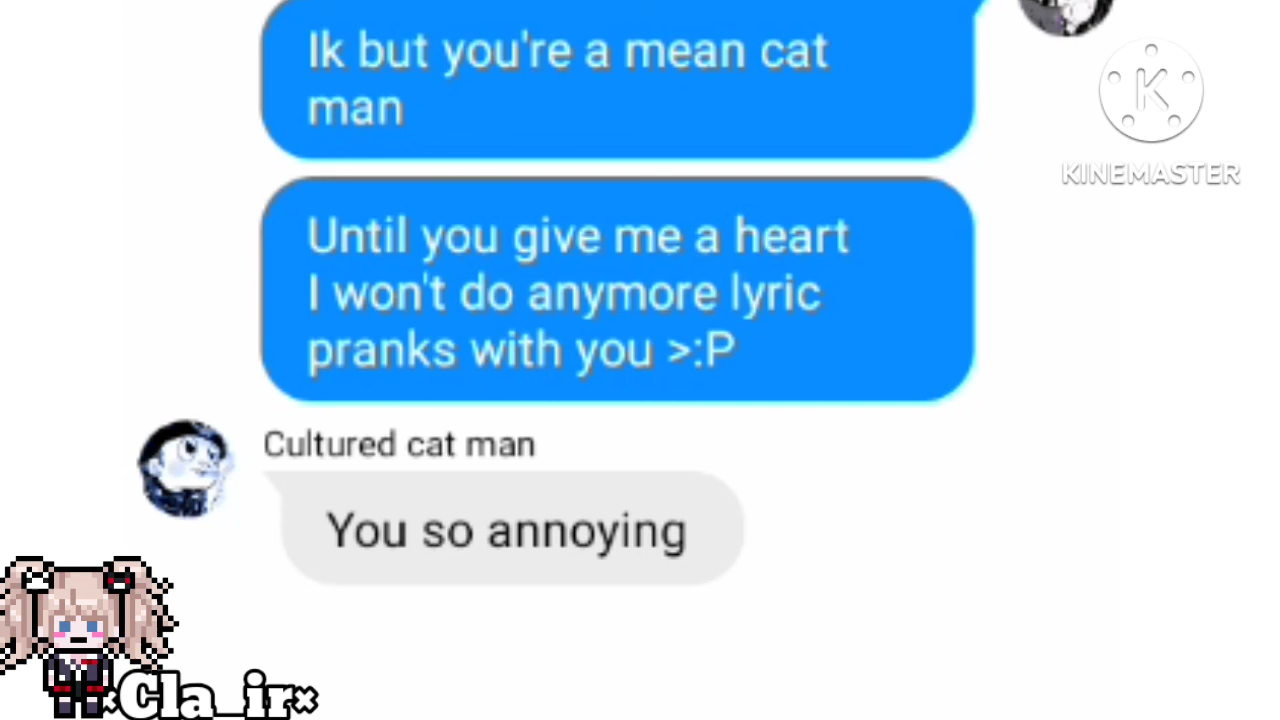 Ik but you're a mean cat
man
K
KINEMASTER
Until you give me a heart
I won't do anymore lyric
pranks with you >:P
Cultured cat man
You so annoying
×Cla_ir×